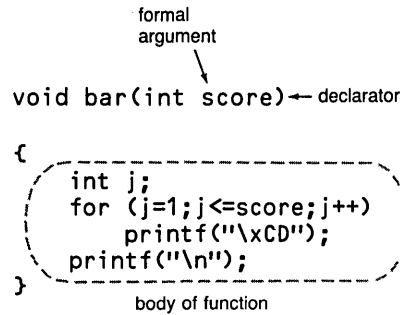 formal
argument
void bar(int score) declarator
{
int j;
for (j=1;j<=score;j++)
printf("\xCD");
printf("\n");
}
body of function